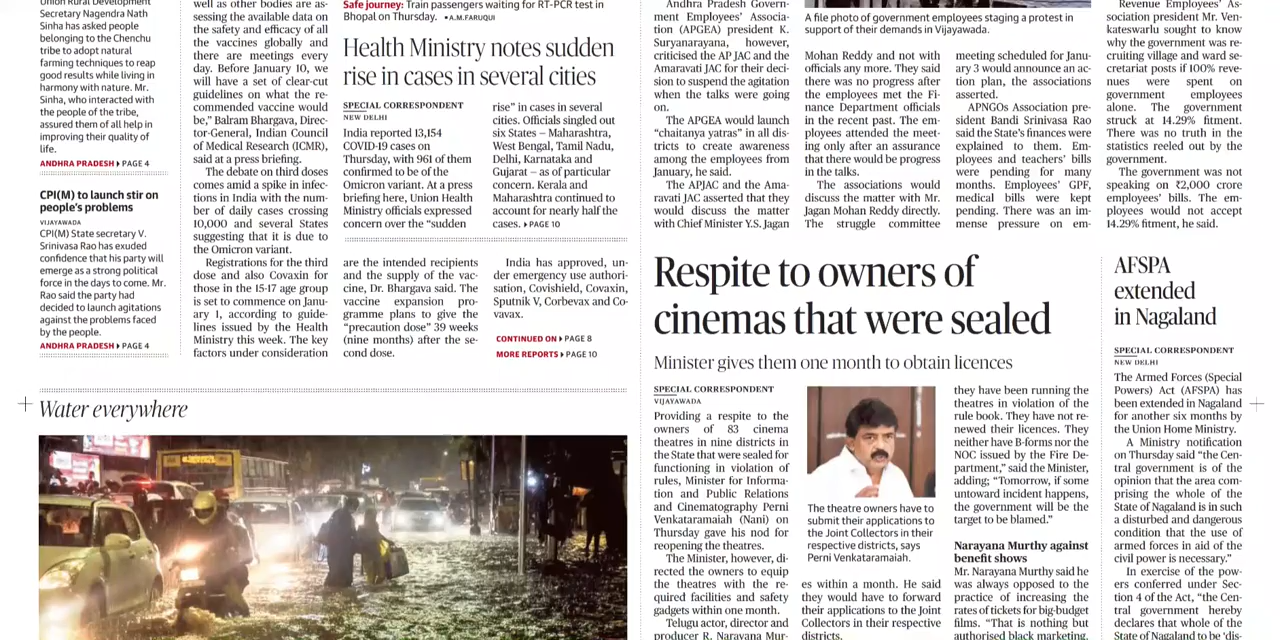 Union Rural Development
Secretary Nagendra Nath
Sinha has asked people
belonging to the Chenchu
tribe to adopt natural
farming techniques to reap
good results while living in
harmony with nature. Mr.
Sinha, who interacted with
the people of the tribe,
assured them of all help in
improving their quality of
life.
ANDHRA PRADESH PAGE 4
CPI(M) to launch stir on
people's problems
VIJAYAWADA
CPI(M) State secretary V.
Srinivasa Rao has exuded
confidence that his party will
emerge as a strong political
force in the days to come. Mr.
Rao said the party had
decided to launch agitations
against the problems faced
by the people.
ANDHRA PRADESH PAGE 4
well as other bodies are as-
sessing the available data on
the safety and efficacy of all
the vaccines globally and
there are meetings every
day. Before January 10, we
will have a set of clear-cut
guidelines on what the re-
commended vaccine would
be," Balram Bhargava, Direc-
tor-General, Indian Council
of Medical Research (ICMR),
said at a press briefing.
The debate on third doses
comes amid a spike in infec-
tions in India with the num-
ber of daily cases crossing
10,000 and several States
suggesting that it is due to
the Omicron variant.
Registrations for the third
dose and also Covaxin for
those in the 15-17 age group
is set to commence on Janu-
ary 1, according to guide-
lines issued by the Health
Ministry this week. The key
factors under consideration
Safe journey: Train passengers waiting for RT-PCR test in
Bhopal on Thursday. • A.M. FARUQUI
Health Ministry notes sudden
rise in cases in several cities
SPECIAL CORRESPONDENT
NEW DELHI
India reported 13,154
COVID-19 cases on
Thursday, with 961 of them
confirmed to be of the
Omicron variant. At a press
briefing here, Union Health
Ministry officials expressed
concern over the "sudden
rise" in cases in several
cities. Officials singled out
six States – Maharashtra,
West Bengal, Tamil Nadu,
Delhi, Karnataka and
Gujarat – as of particular
concern. Kerala and
Maharashtra continued to
account for nearly half the
cases. PAGE 10
are the intended recipients
and the supply of the vac-
cine, Dr. Bhargava said. The
vaccine expansion pro-
gramme plans to give the
"precaution dose" 39 weeks
(nine months) after the se-
cond dose.
India has approved, un-
der emergency use authori-
sation, Covishield, Covaxin,
Sputnik V, Corbevax and Co-
vavax.
CONTINUED ON PAGE 8
MORE REPORTS PAGE 10
Water everywhere
Andhra Pradesh Govern-
ment Employees' Associa-
tion (APGEA) president K.
Suryanarayana, however,
criticised the AP JAC and the
Amaravati JAC for their deci-
sion to suspend the agitation
when the talks were going
on.
The APGEA would launch
"chaitanya yatras" in all dis-
tricts to create awareness
among the employees from
January, he said.
The APJAC and the Ama-
ravati JAC asserted that they
would discuss the matter
with Chief Minister Y.S. Jagan
A file photo of government employees staging a protest in
support of their demands in Vijayawada.
Mohan Reddy and not with
officials any more. They said
there was no progress after
the employees met the Fi-
nance Department officials
in the recent past. The em-
ployees attended the meet-
ing only after an assurance
that there would be progress
in the talks.
The associations would
discuss the matter with Mr.
Jagan Mohan Reddy directly.
The struggle committee
meeting scheduled for Janu-
ary 3 would announce an ac-
tion plan, the associations
asserted.
APNGOs Association pre-
sident Bandi Srinivasa Rao
said the State's finances were
explained to them. Em-
ployees and teachers' bills
were pending for many
months. Employees' GPF,
medical bills were kept
pending. There was an im-
mense pressure on em-
Revenue Employees' As-
sociation president Mr. Ven-
kateswarlu sought to know
why the government was re-
cruiting village and ward se-
cretariat posts if 100% reve-
nues were spent on
government employees
alone. The government
struck at 14.29% fitment.
There was no truth in the
statistics reeled out by the
government.
The government was not
speaking on ₹2,000 crore
employees' bills. The em-
ployees would not accept
14.29% fitment, he said.
Respite to owners of
cinemas that were sealed
Minister gives them one month to obtain licences
SPECIAL CORRESPONDENT
VIJAYAWADA
Providing a respite to the
owners of 83 cinema
theatres in nine districts in
the State that were sealed for
functioning in violation of
rules, Minister for Informa-
tion and Public Relations
and Cinematography Perni
Venkataramaiah (Nani) on
Thursday gave his nod for
reopening the theatres.
The Minister, however, di-
rected the owners to equip
the theatres with the re-
quired facilities and safety
gadgets within one month.
Telugu actor, director and
producer R. Narayana Mur-
The theatre owners have to
submit their applications to
the Joint Collectors in their
respective districts, says
Perni Venkataramaiah.
es within a month. He said
they would have to forward
their applications to the Joint
Collectors in their respective
districts.
they have been running the
theatres in violation of the
rule book. They have not re-
newed their licences. They
neither have B-forms nor the
NOC issued by the Fire De-
partment," said the Minister,
adding; "Tomorrow, if some
untoward incident happens,
the government will be the
target to be blamed."
Narayana Murthy against
benefit shows
Mr. Narayana Murthy said he
was always opposed to the
practice of increasing the
rates of tickets for big-budget
films. "That is nothing but
authorised black marketing.
AFSPA
extended
in Nagaland
SPECIAL CORRESPONDENT
NEW DELHI
The Armed Forces (Special
Powers) Act (AFSPA) has
been extended in Nagaland
for another six months by
the Union Home Ministry.
A Ministry notification
on Thursday said "the Cen-
tral government is of the
opinion that the area com-
prising the whole of the
State of Nagaland is in such
a disturbed and dangerous
condition that the use of
armed forces in aid of the
civil power is necessary."
In exercise of the pow-
ers conferred under Sec-
tion 4 of the Act, "the Cen-
tral government hereby
declares that whole of the
State of Nagaland to be 'dis-